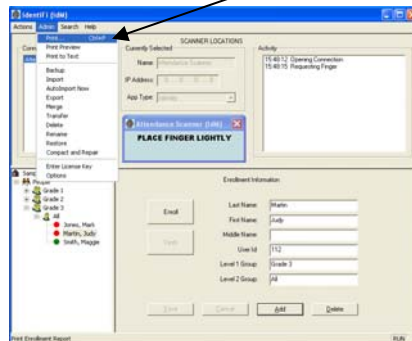 IdentiFi (IdM)
Actions Admin Search Help
Print... Ctrl+P
Print Preview
Print to Text
Backup
Import
AutoImport Now
Export
Merge
Transfer
Delete
Rename
Restore
Compact and Repair
Enter License Key
Options
SCANNER LOCATIONS
Currently Selected
Name Attendance Scanner
IP Address
App Type
Activity
15:40:12 Opening Connection
15:40:15 Requesting Finger
Attendance Scanner (IdM)
PLACE FINGER LIGHTLY
Grade 1
Grade 2
Grade 3
All
Jones, Mark
Martin, Judy
Smith, Maggie
Enrollment Information
Enroll
Last Name Martin
First Name Judy
Middle Name
User Id 112
Level 1 Group Grade 3
Level 2 Group All
Save Cancel Add Delete
Print Enrollment Report
RUN